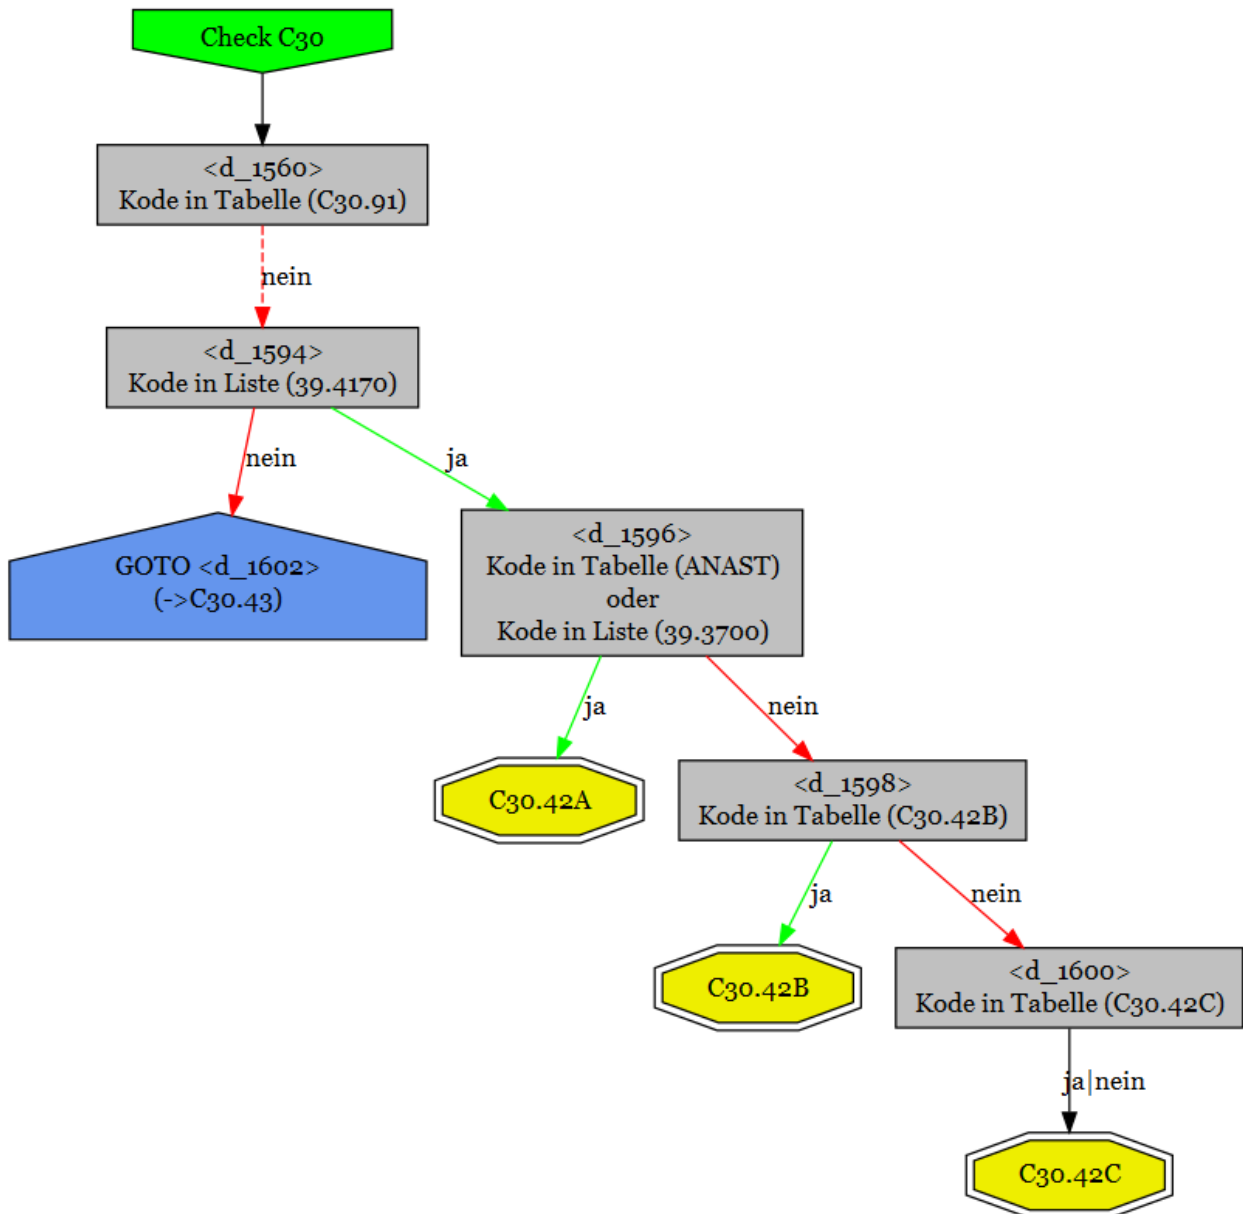 Check C30
<d_1560>
Kode in Tabelle (C30.91)
nein
<d_1594>
Kode in Liste (39.4170)
nein
ja
GOTO <d_1602>
(->C30.43)
<d_1596>
Kode in Tabelle (ANAST)
oder
Kode in Liste (39.3700)
ja
nein
C30.42A
<d_1598>
Kode in Tabelle (C30.42B)
ja
nein
C30.42B
<d_1600>
Kode in Tabelle (C30.42C)
ja|nein
C30.42C